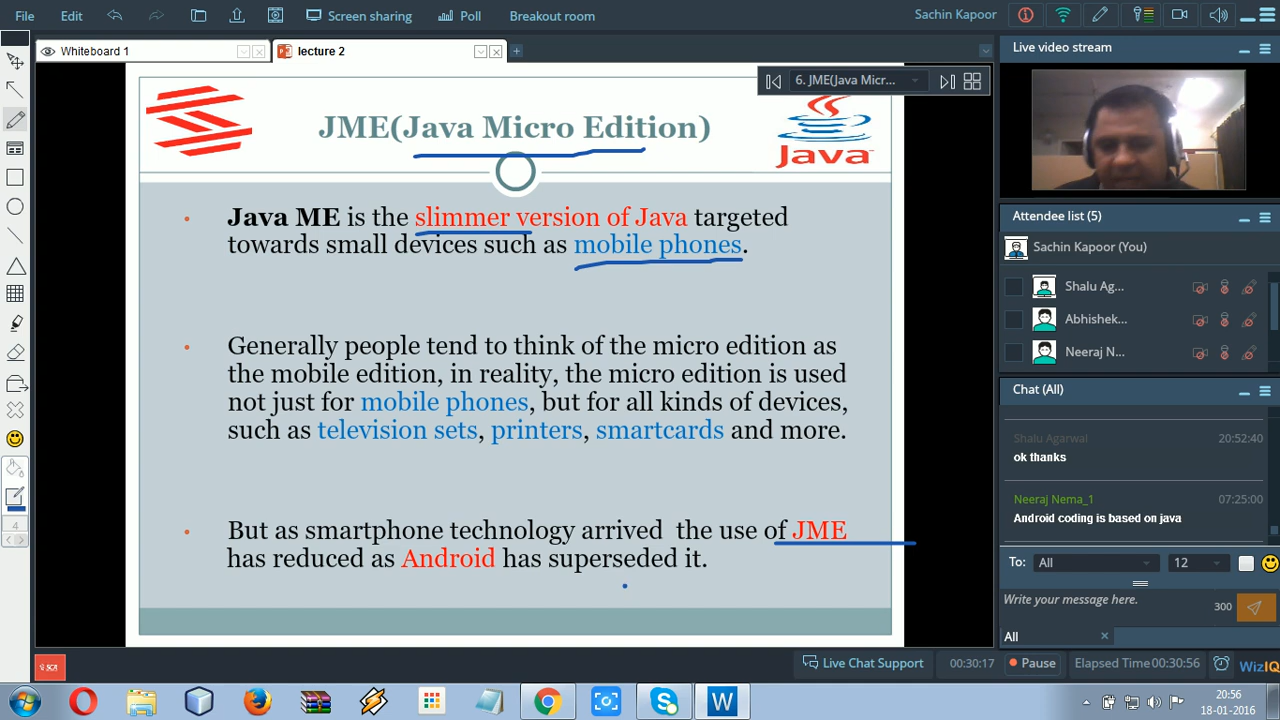 File Edit Screen sharing Poll Breakout room Sachin Kapoor
Whiteboard 1
lecture 2
Live video stream
6. JME(Java Micr...
JME(Java Micro Edition)
Java
Java ME is the slimmer version of Java targeted
towards small devices such as mobile phones.
Generally people tend to think of the micro edition as
the mobile edition, in reality, the micro edition is used
not just for mobile phones, but for all kinds of devices,
such as television sets, printers, smartcards and more.
But as smartphone technology arrived the use of JME
has reduced as Android has superseded it.
4
Attendee list (5)
Sachin Kapoor (You)
Shalu Ag...
Abhishek...
Neeraj N...
Chat (All)
Shalu Agarwal 20:52:40
ok thanks
Neeraj Nema_1 07:25:00
Android coding is based on java
To: All 12
Write your message here. 300
All
Live Chat Support 00:30:17 Pause Elapsed Time 00:30:56 WizIQ
20:56
18-01-2016